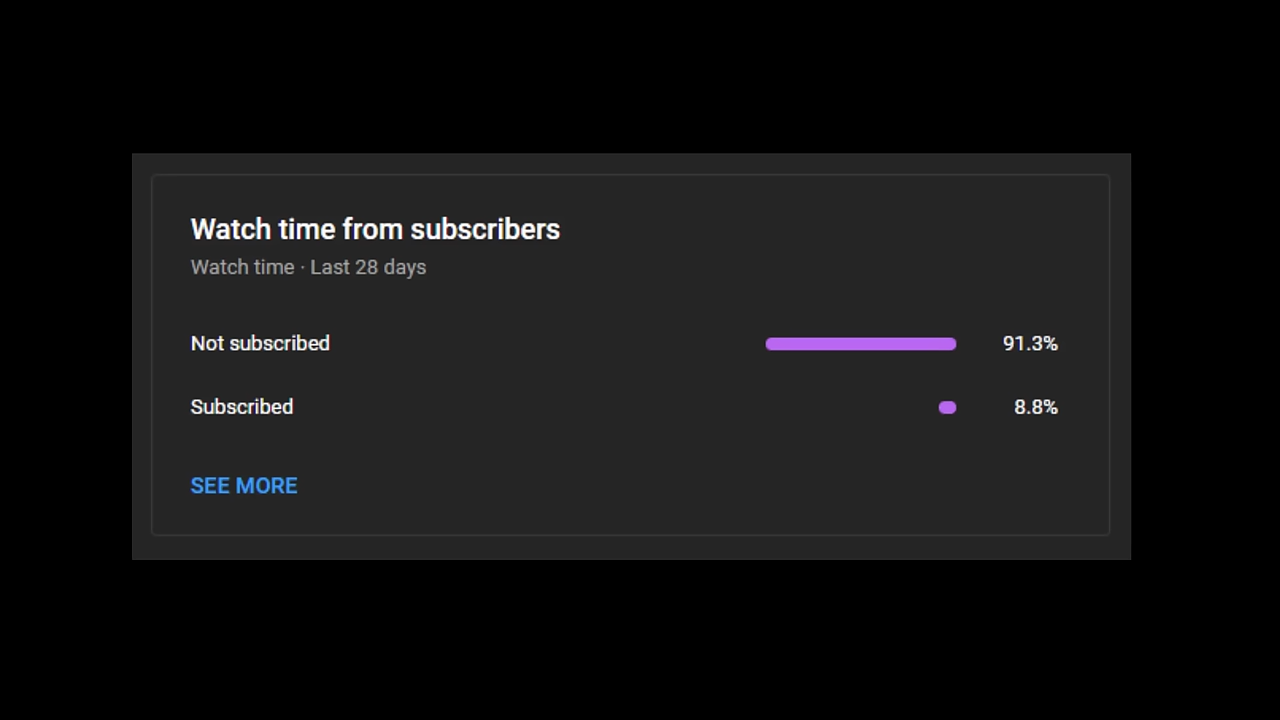 Watch time from subscribers
Watch time · Last 28 days
Not subscribed 91.3%
Subscribed 8.8%
SEE MORE